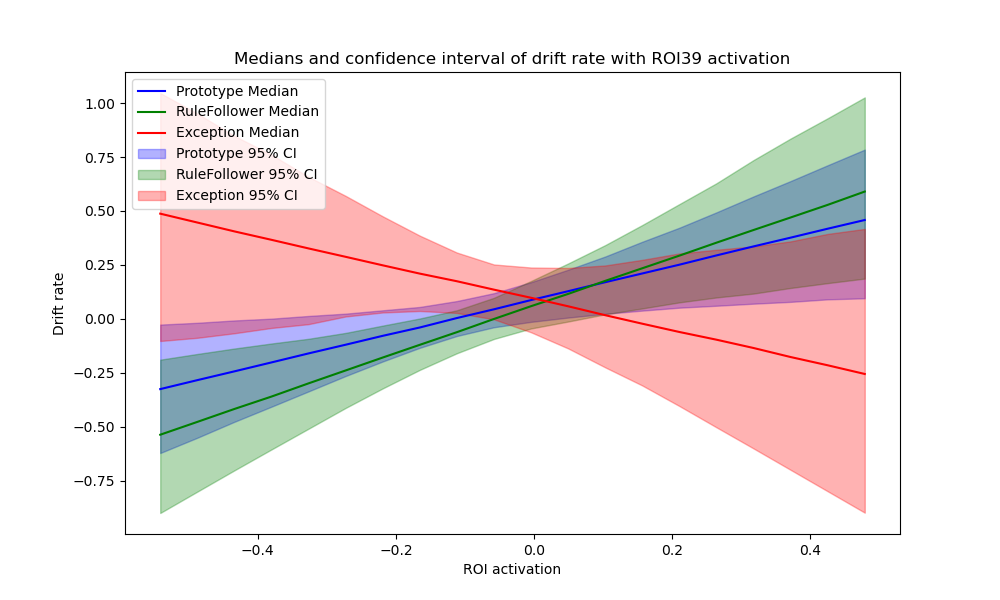 Medians and confidence interval of drift rate with ROI39 activation
Prototype Median
RuleFollower Median
Exception Median
Prototype 95% CI
RuleFollower 95% CI
Exception 95% CI
1.00
0.75
0.50
0.25
0.00
−0.25
−0.50
−0.75
Drift rate
−0.4
−0.2
0.0
0.2
0.4
ROI activation